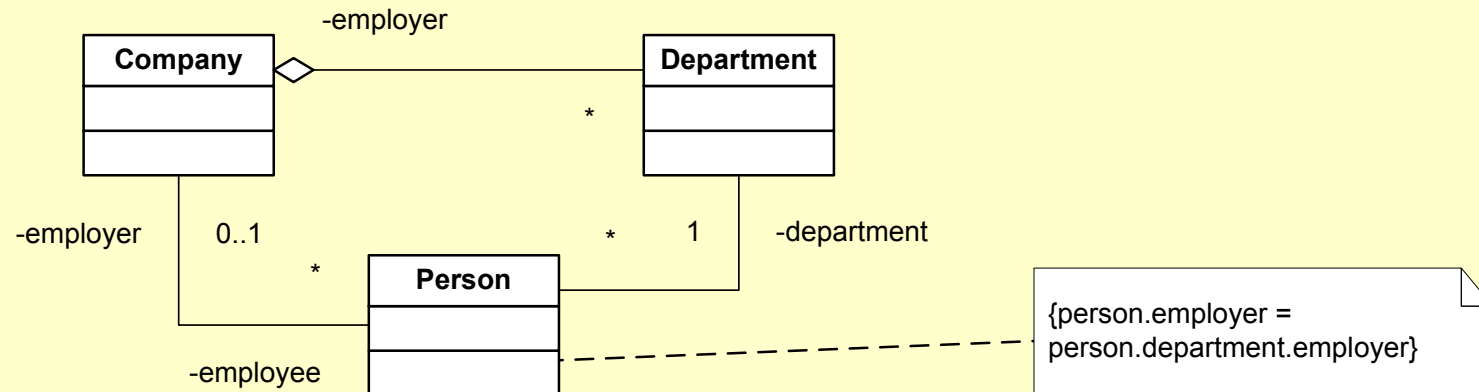 -employer
Company
Department
*
-employer
0..1
*
1
-department
*
Person
{person.employer =
person.department.employer}
-employee